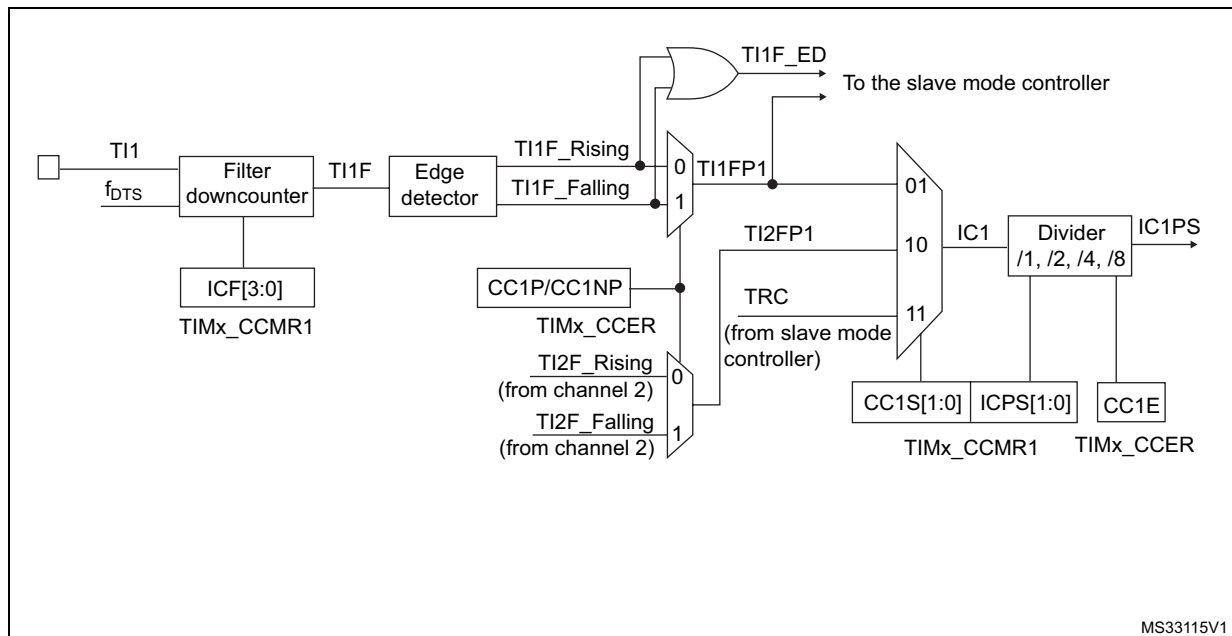 TI1F_ED
To the slave mode controller
TI1
f_DTS
Filter
downcounter
TI1F
Edge
detector
TI1F_Rising
TI1F_Falling
0
1
TI1FP1
01
10
11
TI2FP1
TRC
(from slave mode
controller)
IC1
Divider
/1, /2, /4, /8
IC1PS
ICF[3:0]
TIMx_CCMR1
CC1P/CC1NP
TIMx_CCER
TI2F_Rising
(from channel 2)
0
TI2F_Falling
(from channel 2)
1
CC1S[1:0]
ICPS[1:0]
TIMx_CCMR1
CC1E
TIMx_CCER
MS33115V1